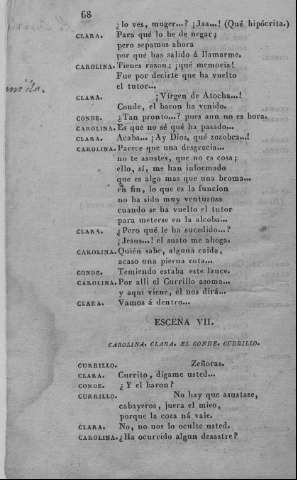 68
¿lo ves, muger...? ¡Jsa...! (Qué hipócrita.)
CLARA. Para qué lo he de negar;
pero sepamos ahora
por qué has salido á llamarme.
CAROLINA. Tienes razon; ¡qué memoria!
Fue por decirte que ha vuelto
el tutor...
CLARA. ¡Virgen de Atocha...!
Conde, el baron ha venido.
CONDE. ¿Tan pronto...? pues aun no es hora.
CAROLINA. Es que no sé qué ha pasado...
CLARA. Acaba... ¡Ay Dios, qué zozobra...!
CAROLINA. Parece que una desgracia...
no te asustes, que no es cosa;
ello, sí, me han informado
que es algo mas que una broma...
en fin, lo que es la funcion
no ha sido muy venturosa
cuando se ha vuelto el tutor
para meterse en la alcoba...
CLARA. ¿Pero qué le ha sucedido...?
¡Jesus...! el susto me ahoga.
CAROLINA. Quién sabe, alguna caida,
acaso una pierna rota...
CONDE. Temiendo estaba este lance.
CAROLINA. Por alli el Currillo asoma...
y aqui viene, él nos dirá...
CLARA. Vamos á dentro...
ESCENA VII.
CAROLINA. CLARA. EL CONDE. CURRILLO.
CURRILLO. Zeñoras.
CLARA. Currito, dígame usted...
CONDE. ¿Y el baron?
CURRILLO. No hay que asustase,
cabayeros, juera el mieo,
porque la coza ná vale.
CLARA. No, no nos lo oculte usted.
CAROLINA. ¿Ha ocurrido algun desastre?